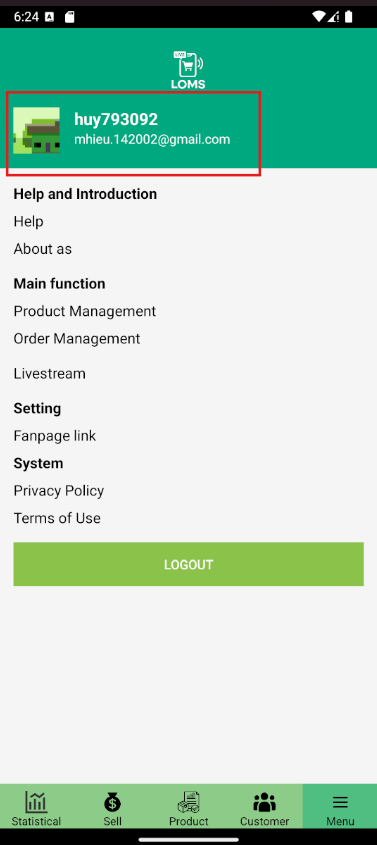 6:24
LIVE
LOMS
huy793092
mhieu.142002@gmail.com
Help and Introduction
Help
About as
Main function
Product Management
Order Management
Livestream
Setting
Fanpage link
System
Privacy Policy
Terms of Use
LOGOUT
Statistical Sell Product Customer Menu